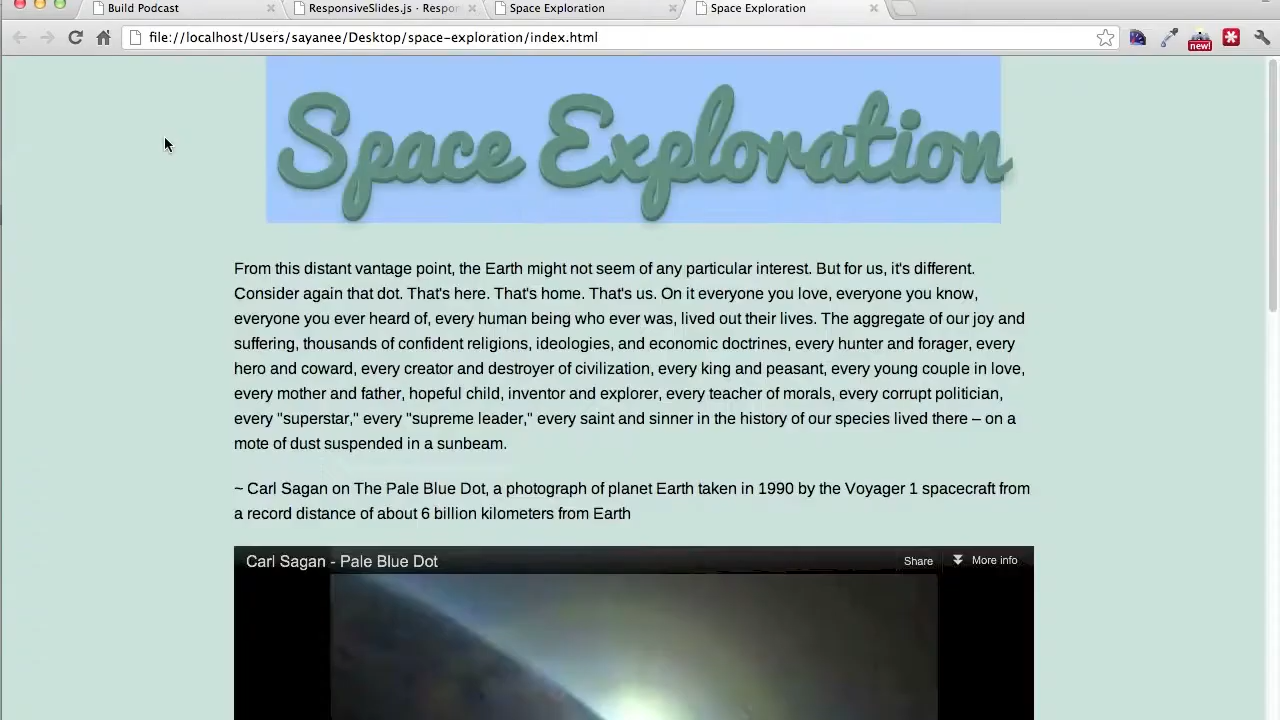 Build Podcast
ResponsiveSlides.js · Respon
Space Exploration
Space Exploration
file://localhost/Users/sayanee/Desktop/space-exploration/index.html
new!
Space Exploration
From this distant vantage point, the Earth might not seem of any particular interest. But for us, it's different.
Consider again that dot. That's here. That's home. That's us. On it everyone you love, everyone you know,
everyone you ever heard of, every human being who ever was, lived out their lives. The aggregate of our joy and
suffering, thousands of confident religions, ideologies, and economic doctrines, every hunter and forager, every
hero and coward, every creator and destroyer of civilization, every king and peasant, every young couple in love,
every mother and father, hopeful child, inventor and explorer, every teacher of morals, every corrupt politician,
every "superstar," every "supreme leader," every saint and sinner in the history of our species lived there – on a
mote of dust suspended in a sunbeam.
~ Carl Sagan on The Pale Blue Dot, a photograph of planet Earth taken in 1990 by the Voyager 1 spacecraft from
a record distance of about 6 billion kilometers from Earth
Carl Sagan - Pale Blue Dot
Share
More info